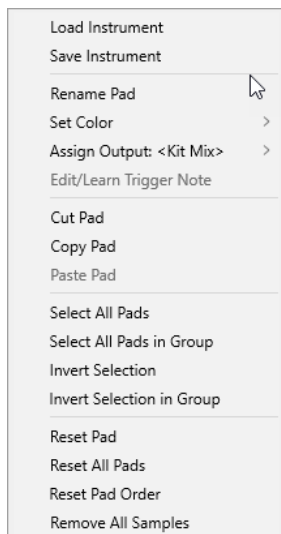 Load Instrument
Save Instrument
Rename Pad
Set Color
Assign Output: <Kit Mix>
Edit/Learn Trigger Note
Cut Pad
Copy Pad
Paste Pad
Select All Pads
Select All Pads in Group
Invert Selection
Invert Selection in Group
Reset Pad
Reset All Pads
Reset Pad Order
Remove All Samples